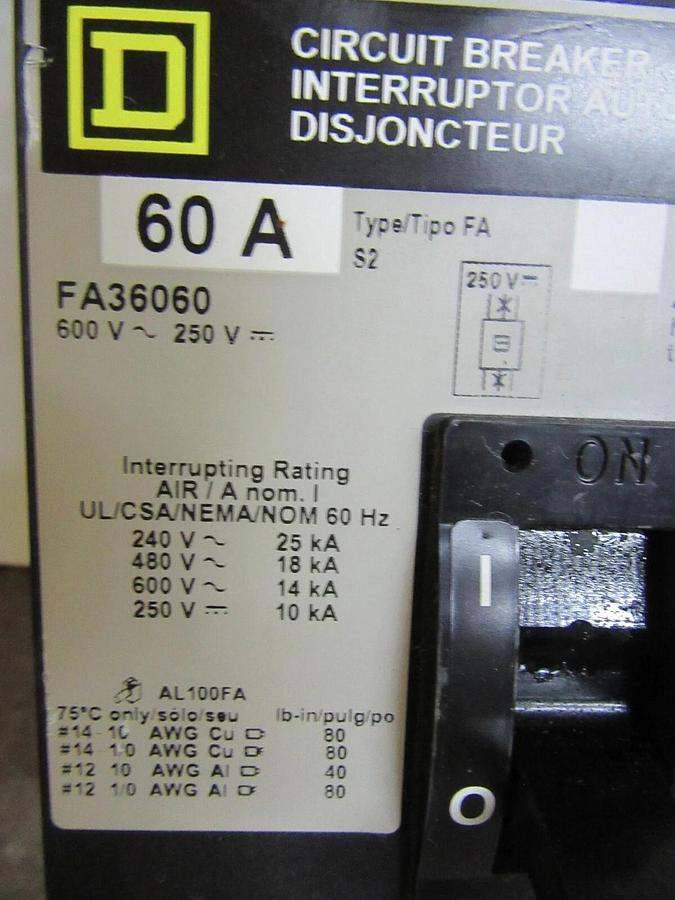 D
CIRCUIT BREAKER
INTERRUPTOR AUTO
DISJONCTEUR
60 A
Type/Tipo FA
S2
FA36060
600 V ~ 250 V ⎓
250 V ⎓
ON
Interrupting Rating
AIR / A nom. I
UL/CSA/NEMA/NOM 60 Hz
240 V ~ 25 kA
480 V ~ 18 kA
600 V ~ 14 kA
250 V ⎓ 10 kA
I
AL100FA
75°C only/sólo/seu lb-in/pulg/po
#14 10 AWG Cu 80
#14 1/0 AWG Cu 80
#12 10 AWG Al 40
#12 1/0 AWG Al 80
O